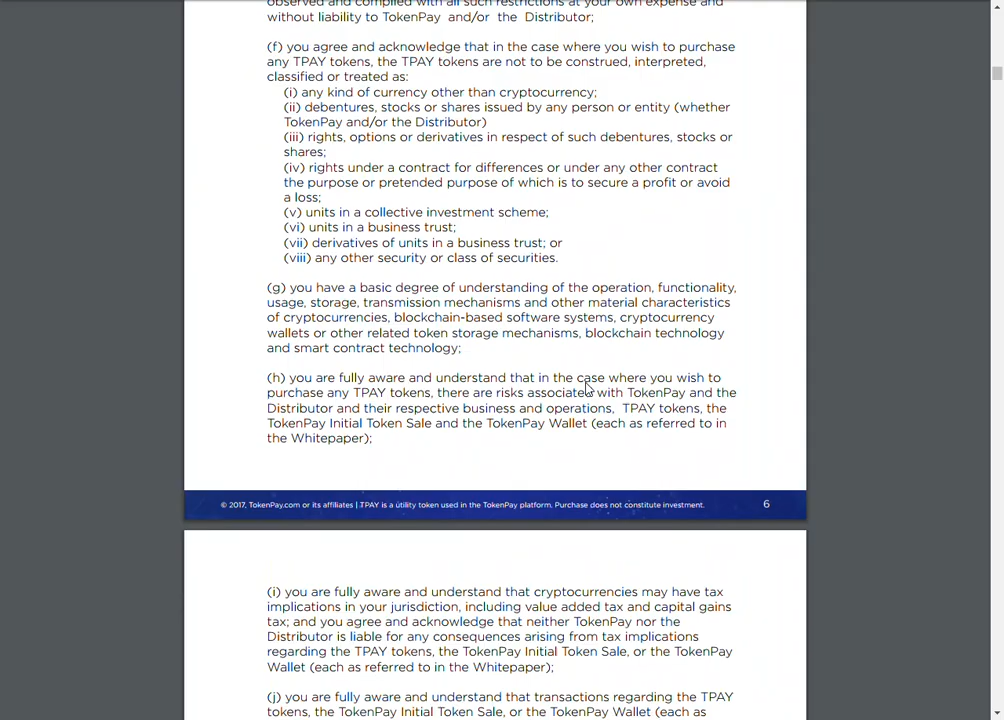 observed and complied with all such restrictions at your own expense and
without liability to TokenPay and/or the Distributor;
(f) you agree and acknowledge that in the case where you wish to purchase
any TPAY tokens, the TPAY tokens are not to be construed, interpreted,
classified or treated as:
(i) any kind of currency other than cryptocurrency;
(ii) debentures, stocks or shares issued by any person or entity (whether
TokenPay and/or the Distributor)
(iii) rights, options or derivatives in respect of such debentures, stocks or
shares;
(iv) rights under a contract for differences or under any other contract
the purpose or pretended purpose of which is to secure a profit or avoid
a loss;
(v) units in a collective investment scheme;
(vi) units in a business trust;
(vii) derivatives of units in a business trust; or
(viii) any other security or class of securities.
(g) you have a basic degree of understanding of the operation, functionality,
usage, storage, transmission mechanisms and other material characteristics
of cryptocurrencies, blockchain-based software systems, cryptocurrency
wallets or other related token storage mechanisms, blockchain technology
and smart contract technology;
(h) you are fully aware and understand that in the case where you wish to
purchase any TPAY tokens, there are risks associated with TokenPay and the
Distributor and their respective business and operations, TPAY tokens, the
TokenPay Initial Token Sale and the TokenPay Wallet (each as referred to in
the Whitepaper);
© 2017, TokenPay.com or its affiliates | TPAY is a utility token used in the TokenPay platform. Purchase does not constitute investment. 6
(i) you are fully aware and understand that cryptocurrencies may have tax
implications in your jurisdiction, including value added tax and capital gains
tax; and you agree and acknowledge that neither TokenPay nor the
Distributor is liable for any consequences arising from tax implications
regarding the TPAY tokens, the TokenPay Initial Token Sale, or the TokenPay
Wallet (each as referred to in the Whitepaper);
(j) you are fully aware and understand that transactions regarding the TPAY
tokens, the TokenPay Initial Token Sale, or the TokenPay Wallet (each as